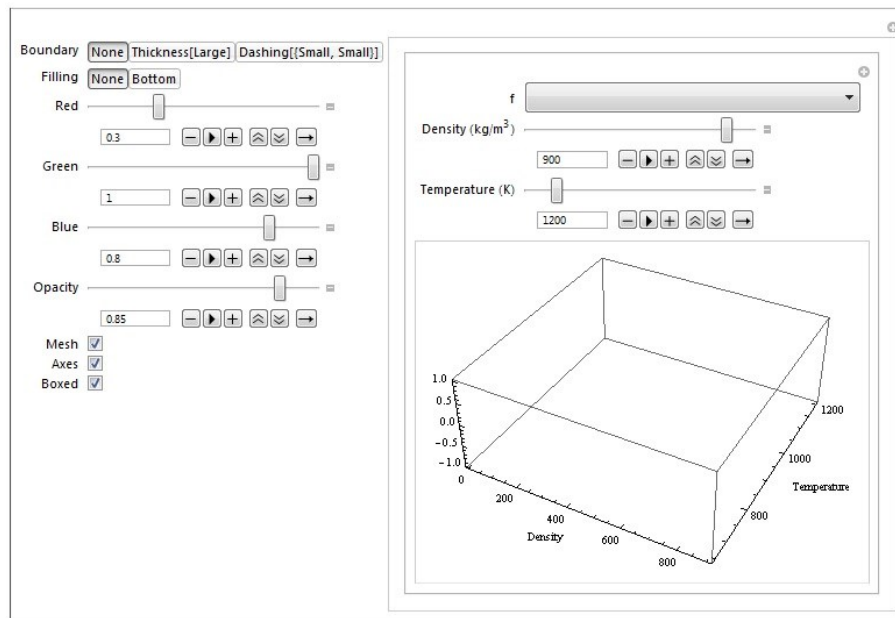 Boundary None Thickness[Large] Dashing[{Small, Small}]
Filling None Bottom
Red
0.3
Green
1
Blue
0.8
Opacity
0.85
Mesh
Axes
Boxed
f
Density (kg/m³)
900
Temperature (K)
1200
1.0
0.5
0.0
−0.5
−1.0
0
200
400
600
800
Density
800
1000
1200
Temperature